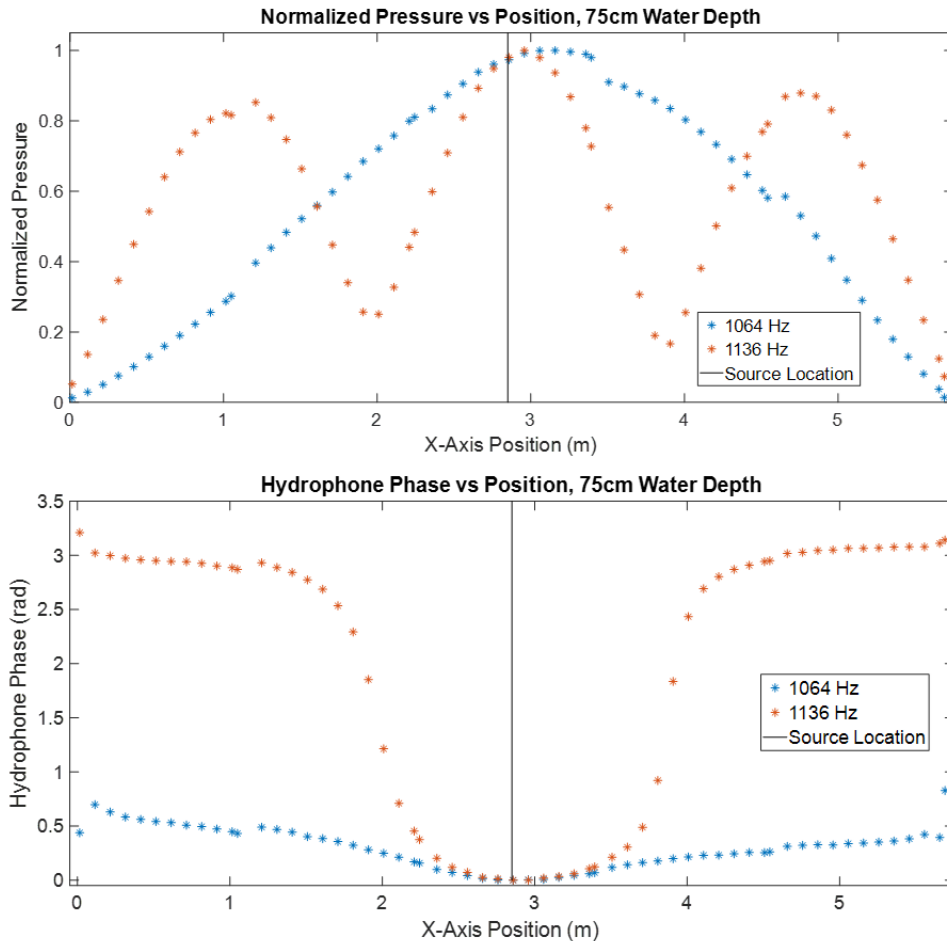 Normalized Pressure vs Position, 75cm Water Depth
1
0.8
0.6
0.4
0.2
0
Normalized Pressure
1064 Hz
1136 Hz
Source Location
0 1 2 3 4 5
X-Axis Position (m)
Hydrophone Phase vs Position, 75cm Water Depth
3.5
3
2.5
2
1.5
1
0.5
0
Hydrophone Phase (rad)
1064 Hz
1136 Hz
Source Location
0 1 2 3 4 5
X-Axis Position (m)